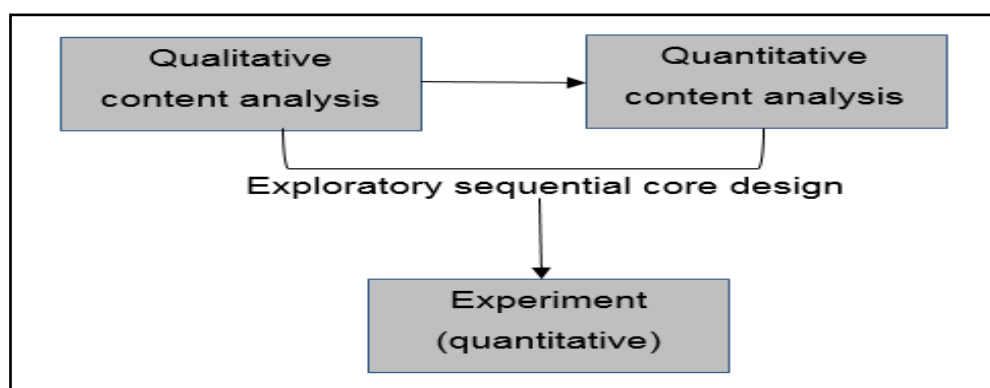 Qualitative
content analysis
Quantitative
content analysis
Exploratory sequential core design
Experiment
(quantitative)